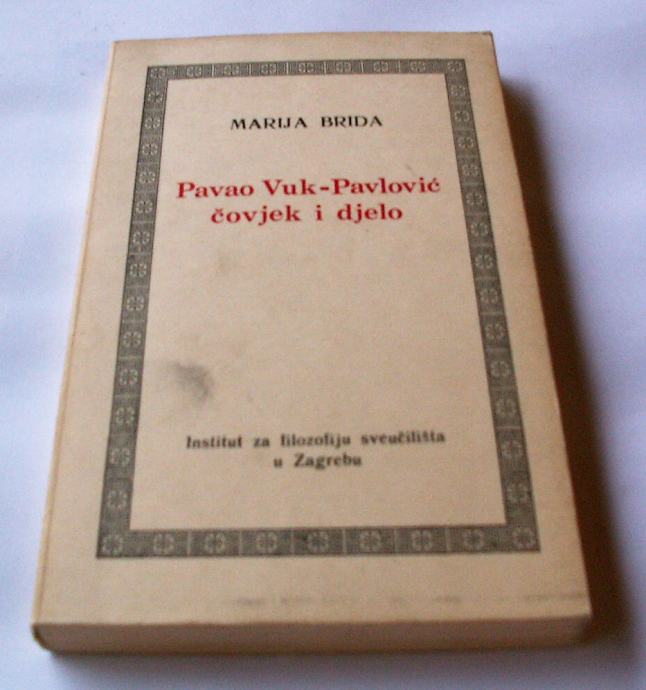 MARIJA BRIDA
Pavao Vuk-Pavlović
čovjek i djelo
Institut za filozofiju sveučilišta
u Zagrebu